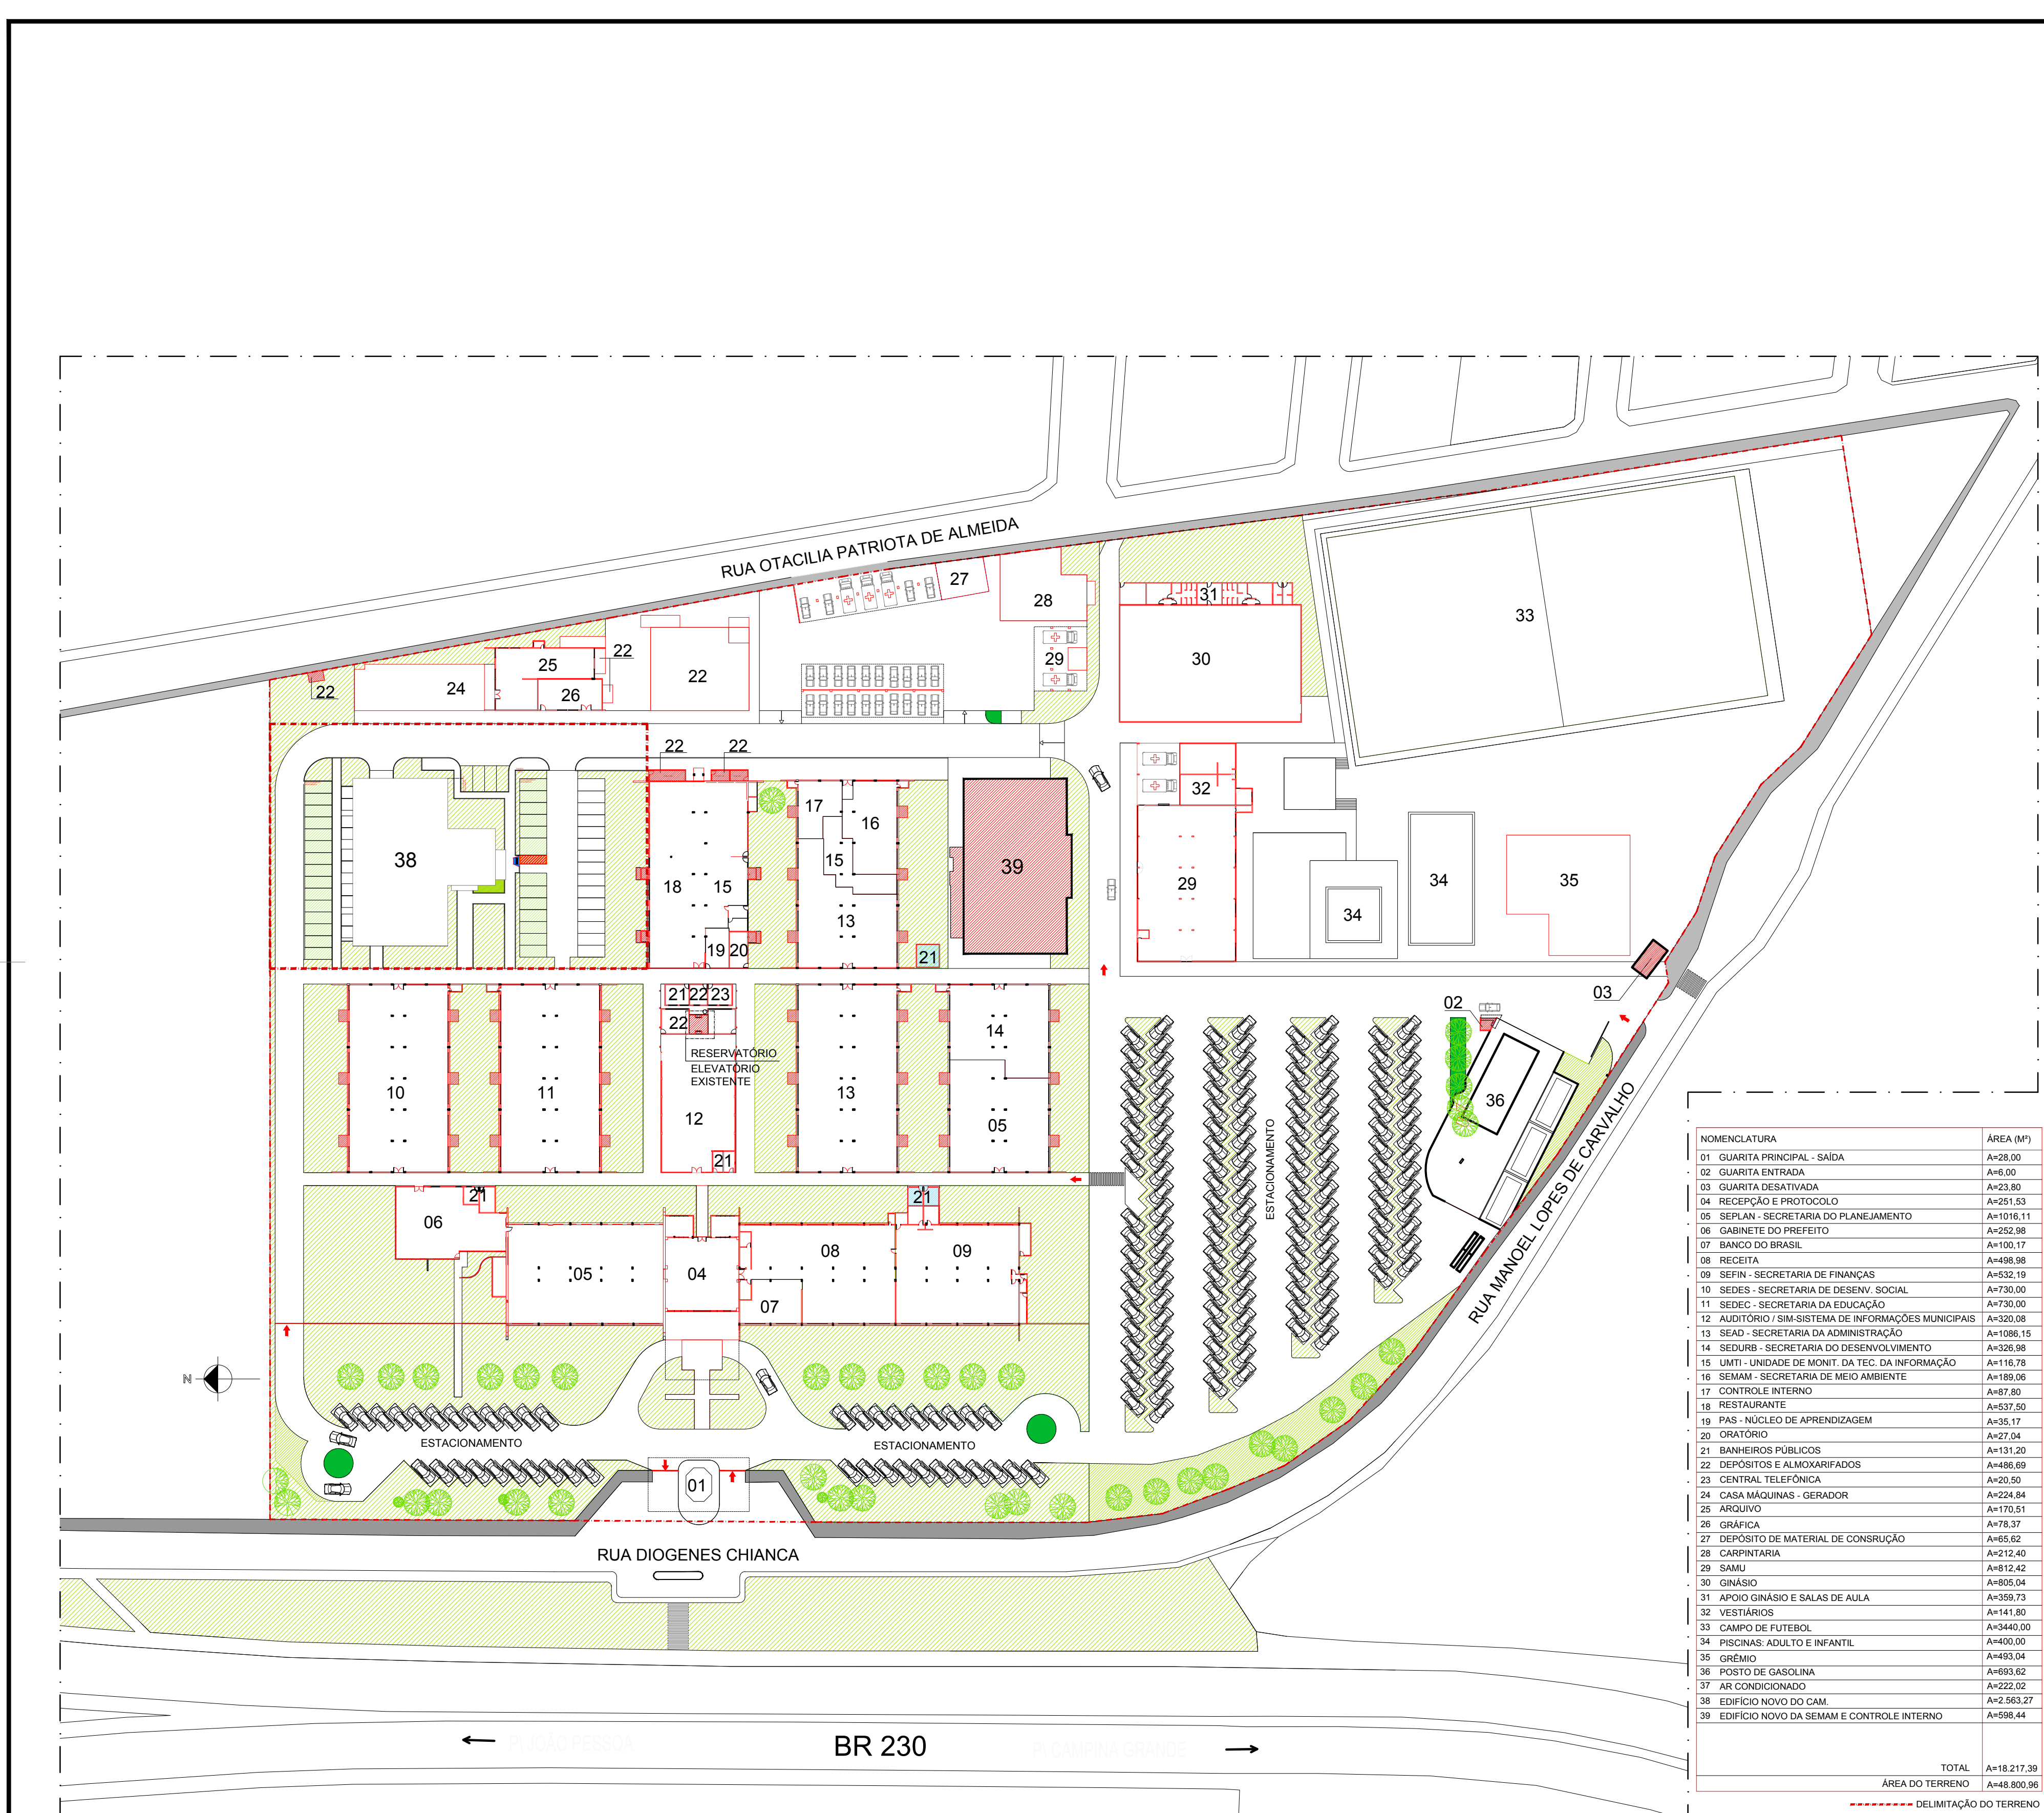 RUA OTACILIA PATRIOTA DE ALMEIDA
27
28
31
33
25
22
29
30
24
26
22
22
22
22
32
17
16
38
39
18
15
15
29
34
35
13
34
19
20
21
03
21
22
23
02
22
14
RESERVATÓRIO
ELEVATÓRIO
EXISTENTE
10
11
13
36
12
05
ESTACIONAMENTO
RUA MANOEL LOPES DE CARVALHO
21
21
21
06
08
09
05
04
07
N
ESTACIONAMENTO
ESTACIONAMENTO
01
RUA DIOGENES CHIANCA
P\ JOÃO PESSOA
BR 230
P\ CAMPINA GRANDE
NOMENCLATURA ÁREA (M²)
01 GUARITA PRINCIPAL - SAÍDA A=28,00
02 GUARITA ENTRADA A=6,00
03 GUARITA DESATIVADA A=23,80
04 RECEPÇÃO E PROTOCOLO A=251,53
05 SEPLAN - SECRETARIA DO PLANEJAMENTO A=1016,11
06 GABINETE DO PREFEITO A=252,98
07 BANCO DO BRASIL A=100,17
08 RECEITA A=498,98
09 SEFIN - SECRETARIA DE FINANÇAS A=532,19
10 SEDES - SECRETARIA DE DESENV. SOCIAL A=730,00
11 SEDEC - SECRETARIA DA EDUCAÇÃO A=730,00
12 AUDITÓRIO / SIM-SISTEMA DE INFORMAÇÕES MUNICIPAIS A=320,08
13 SEAD - SECRETARIA DA ADMINISTRAÇÃO A=1086,15
14 SEDURB - SECRETARIA DO DESENVOLVIMENTO A=326,98
15 UMTI - UNIDADE DE MONIT. DA TEC. DA INFORMAÇÃO A=116,78
16 SEMAM - SECRETARIA DE MEIO AMBIENTE A=189,06
17 CONTROLE INTERNO A=87,80
18 RESTAURANTE A=537,50
19 PAS - NÚCLEO DE APRENDIZAGEM A=35,17
20 ORATÓRIO A=27,04
21 BANHEIROS PÚBLICOS A=131,20
22 DEPÓSITOS E ALMOXARIFADOS A=486,69
23 CENTRAL TELEFÔNICA A=20,50
24 CASA MÁQUINAS - GERADOR A=224,84
25 ARQUIVO A=170,51
26 GRÁFICA A=78,37
27 DEPÓSITO DE MATERIAL DE CONSRUÇÃO A=65,62
28 CARPINTARIA A=212,40
29 SAMU A=812,42
30 GINÁSIO A=805,04
31 APOIO GINÁSIO E SALAS DE AULA A=359,73
32 VESTIÁRIOS A=141,80
33 CAMPO DE FUTEBOL A=3440,00
34 PISCINAS: ADULTO E INFANTIL A=400,00
35 GRÊMIO A=493,04
36 POSTO DE GASOLINA A=693,62
37 AR CONDICIONADO A=222,02
38 EDIFÍCIO NOVO DO CAM. A=2.563,27
39 EDIFÍCIO NOVO DA SEMAM E CONTROLE INTERNO A=598,44
TOTAL A=18.217,39
ÁREA DO TERRENO A=48.800,96
DELIMITAÇÃO DO TERRENO